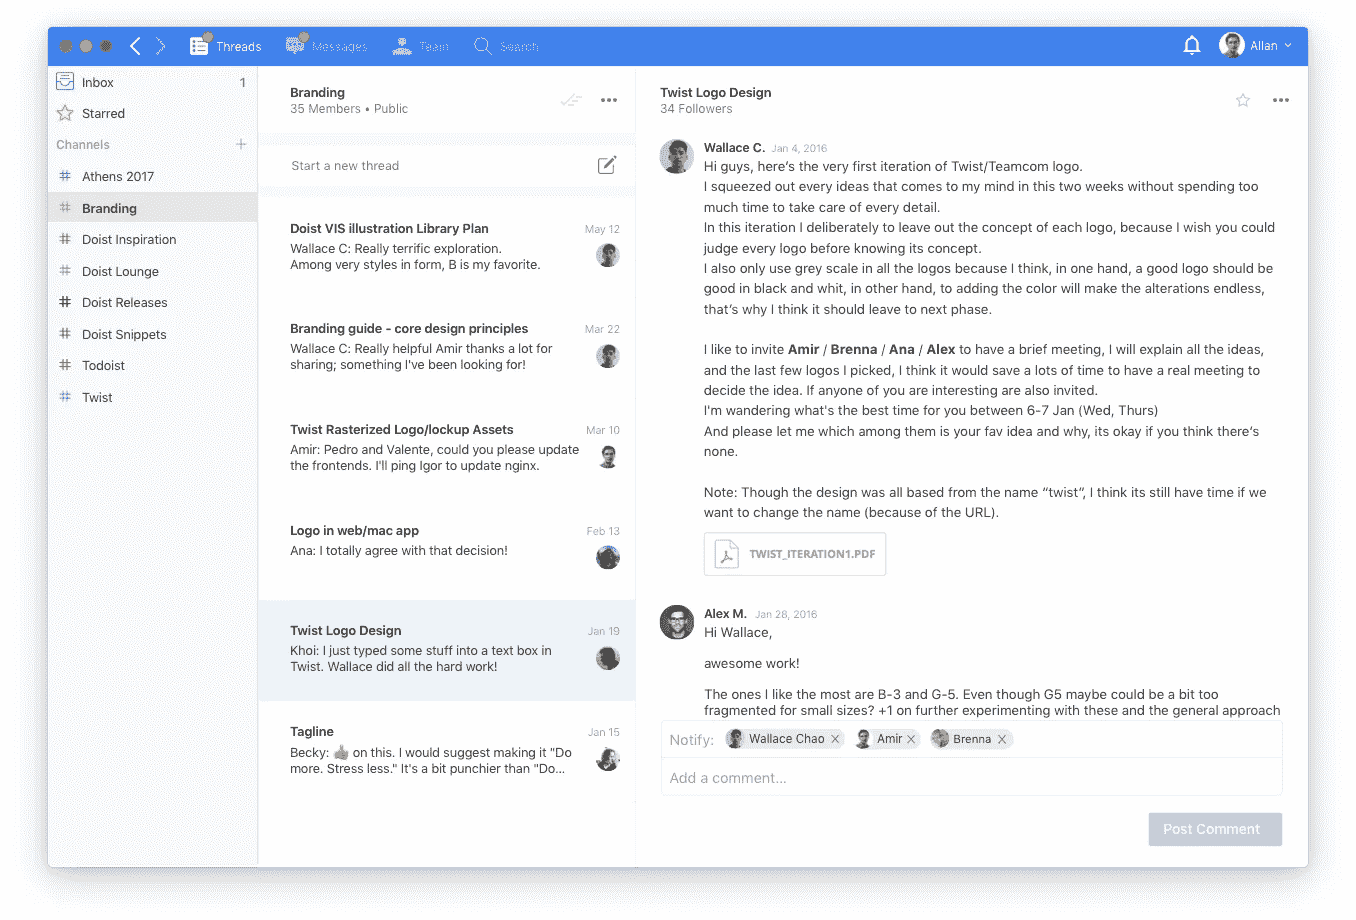 Threads
Messages
Team
Search
Allan
Inbox 1
Starred
Channels
Athens 2017
Branding
Doist Inspiration
Doist Lounge
Doist Releases
Doist Snippets
Todoist
Twist
Branding
35 Members • Public
Start a new thread
Doist VIS illustration Library Plan May 12
Wallace C: Really terrific exploration.
Among very styles in form, B is my favorite.
Branding guide - core design principles Mar 22
Wallace C: Really helpful Amir thanks a lot for
sharing; something I've been looking for!
Twist Rasterized Logo/lockup Assets Mar 10
Amir: Pedro and Valente, could you please update
the frontends. I'll ping Igor to update nginx.
Logo in web/mac app Feb 13
Ana: I totally agree with that decision!
Twist Logo Design Jan 19
Khoi: I just typed some stuff into a text box in
Twist. Wallace did all the hard work!
Tagline Jan 15
Becky: 👍 on this. I would suggest making it "Do
more. Stress less." It's a bit punchier than "Do...
Twist Logo Design
34 Followers
Wallace C. Jan 4, 2016
Hi guys, here’s the very first iteration of Twist/Teamcom logo.
I squeezed out every ideas that comes to my mind in this two weeks without spending too
much time to take care of every detail.
In this iteration I deliberately to leave out the concept of each logo, because I wish you could
judge every logo before knowing its concept.
I also only use grey scale in all the logos because I think, in one hand, a good logo should be
good in black and whit, in other hand, to adding the color will make the alterations endless,
that’s why I think it should leave to next phase.
I like to invite Amir / Brenna / Ana / Alex to have a brief meeting, I will explain all the ideas,
and the last few logos I picked, I think it would save a lots of time to have a real meeting to
decide the idea. If anyone of you are interesting are also invited.
I'm wandering what's the best time for you between 6-7 Jan (Wed, Thurs)
And please let me which among them is your fav idea and why, its okay if you think there’s
none.
Note: Though the design was all based from the name “twist”, I think its still have time if we
want to change the name (because of the URL).
TWIST_ITERATION1.PDF
Alex M. Jan 28, 2016
Hi Wallace,
awesome work!
The ones I like the most are B-3 and G-5. Even though G5 maybe could be a bit too
fragmented for small sizes? +1 on further experimenting with these and the general approach
Notify: Wallace Chao Amir Brenna
Add a comment...
Post Comment